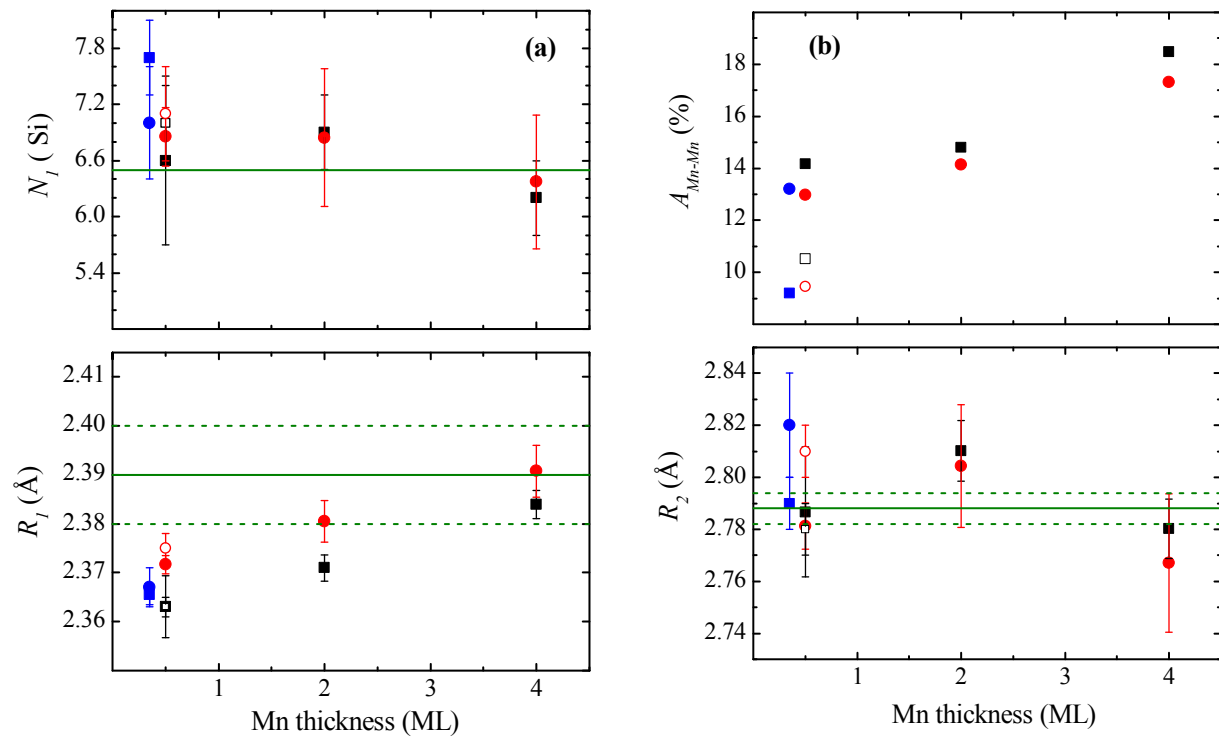 (a)
N₁ ( Si)
7.8
7.2
6.6
6.0
5.4
(b)
A_Mn-Mn (%)
18
16
14
12
10
R₁ (Å)
2.41
2.40
2.39
2.38
2.37
2.36
1 2 3 4
Mn thickness (ML)
R₂ (Å)
2.84
2.82
2.80
2.78
2.76
2.74
1 2 3 4
Mn thickness (ML)